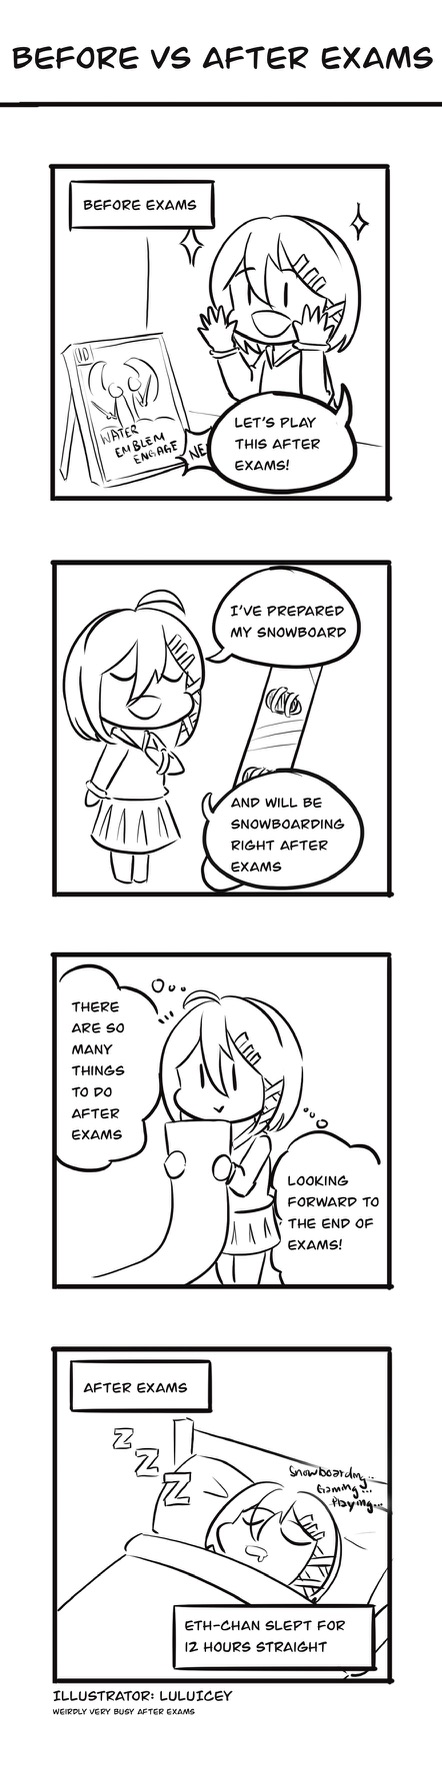 BEFORE VS AFTER EXAMS
BEFORE EXAMS
10
WATER
EMBLEM
ENGAGE
LET'S PLAY
THIS AFTER
EXAMS!
I'VE PREPARED
MY SNOWBOARD
AND WILL BE
SNOWBOARDING
RIGHT AFTER
EXAMS
THERE
ARE SO
MANY
THINGS
TO DO
AFTER
EXAMS
LOOKING
FORWARD TO
THE END OF
EXAMS!
AFTER EXAMS
Z
Z
Z
Snowboarding...
Gaming...
Playing...
ETH-CHAN SLEPT FOR
12 HOURS STRAIGHT
ILLUSTRATOR: LULUICEY
WEIRDLY VERY BUSY AFTER EXAMS